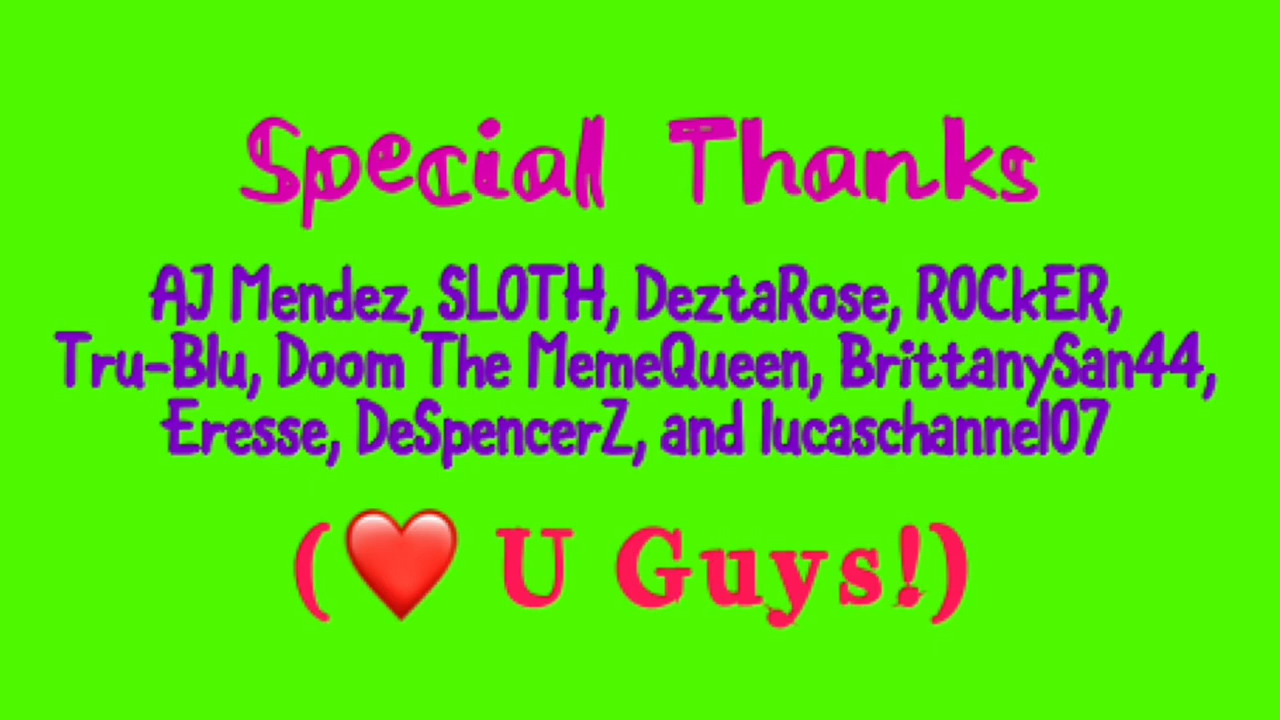 Special Thanks
AJ Mendez, SLOTH, DeztaRose, ROCkER,
Tru-Blu, Doom The MemeQueen, BrittanySan44,
Eresse, DeSpencerZ, and lucaschannel07
(❤️ U Guys!)